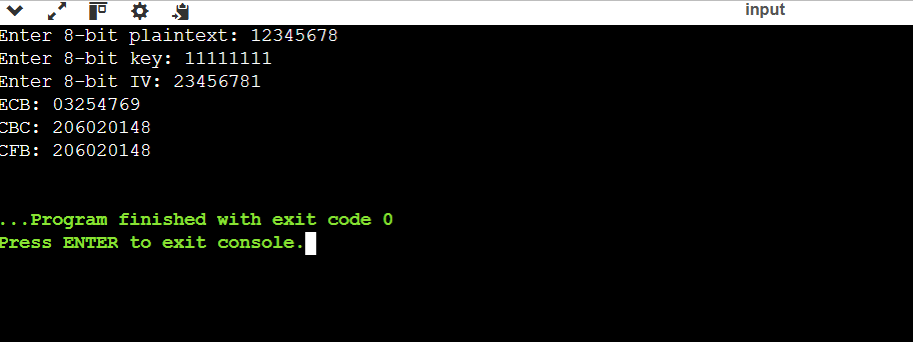 input
Enter 8-bit plaintext: 12345678
Enter 8-bit key: 11111111
Enter 8-bit IV: 23456781
ECB: 03254769
CBC: 206020148
CFB: 206020148
...Program finished with exit code 0
Press ENTER to exit console.